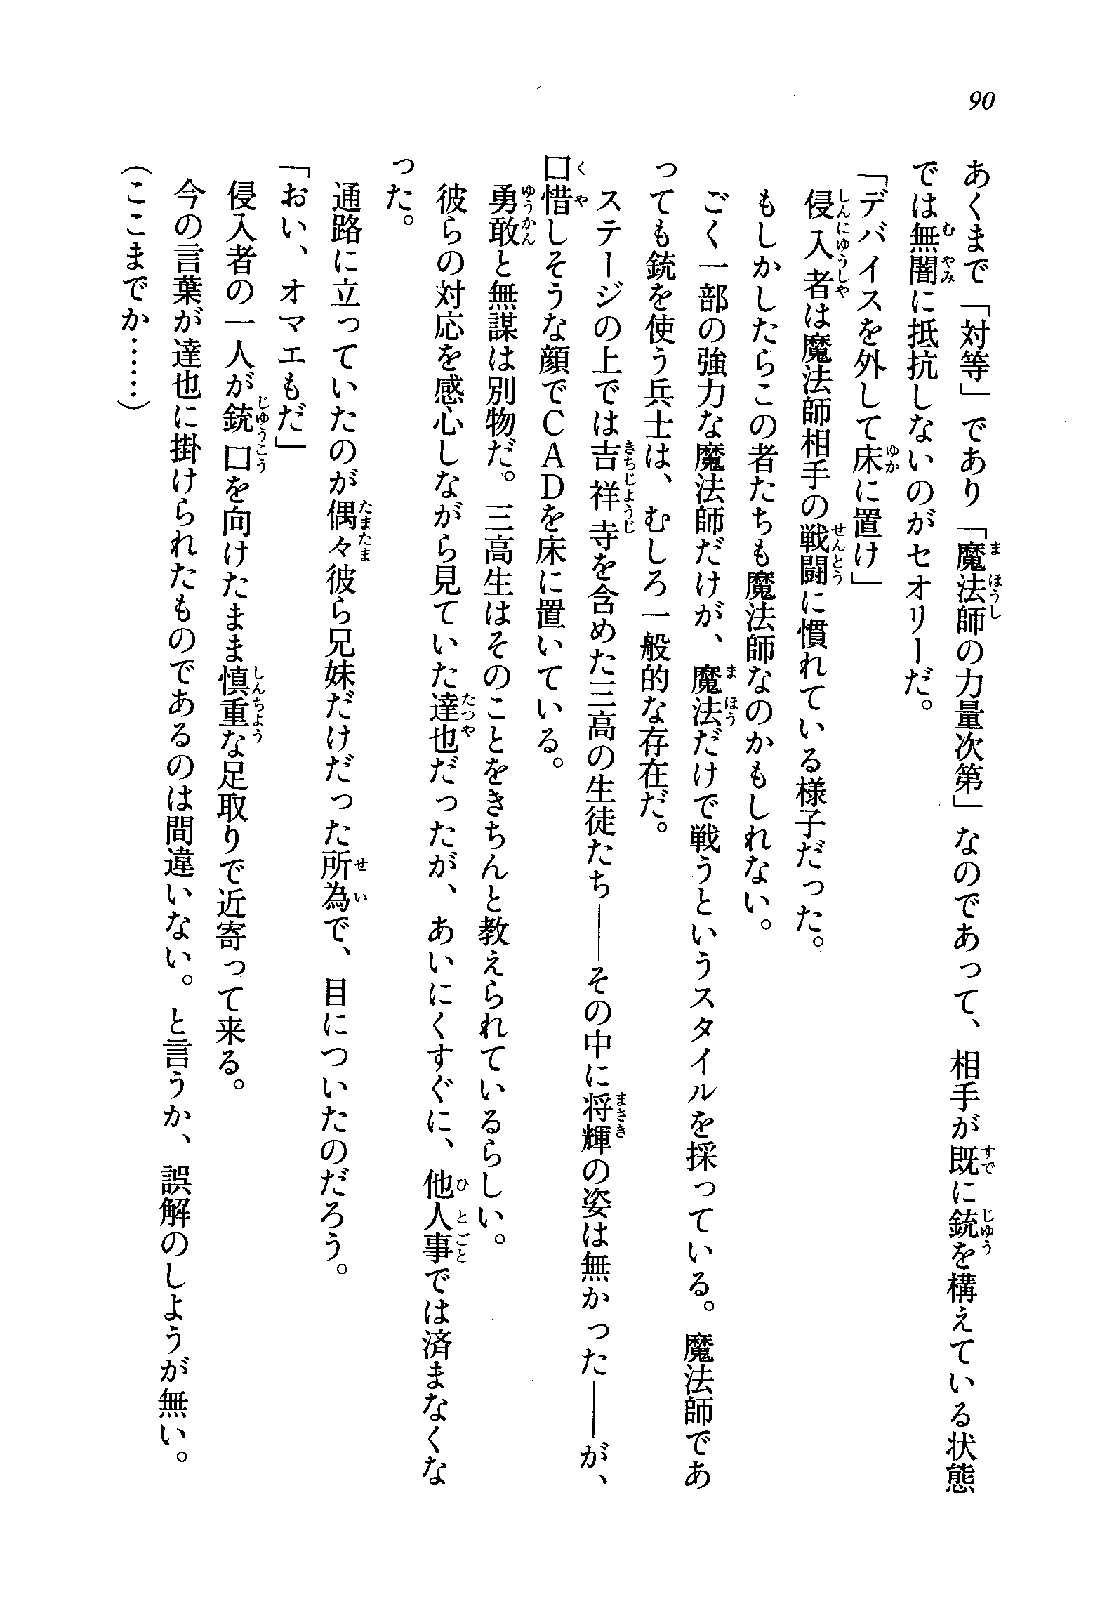 90
あくまで「対等」であり「魔法師の力量次第」なのであって、相手が既に銃を構えている状態
では無闇に抵抗しないのがセオリーだ。
「デバイスを外して床に置け」
侵入者は魔法師相手の戦闘に慣れている様子だった。
もしかしたらこの者たちも魔法師なのかもしれない。
ごく一部の強力な魔法師だけが、魔法だけで戦うというスタイルを採っている。魔法師であ
っても銃を使う兵士は、むしろ一般的な存在だ。
ステージの上では吉祥寺を含めた三高の生徒たち――その中に将輝の姿は無かった――が、
口惜しそうな顔でCADを床に置いている。
勇敢と無謀は別物だ。三高生はそのことをきちんと教えられているらしい。
彼らの対応を感心しながら見ていた達也だったが、あいにくすぐに、他人事では済まなくな
った。
通路に立っていたのが偶々彼ら兄妹だけだった所為で、目についたのだろう。
「おい、オマエもだ」
侵入者の一人が銃口を向けたまま慎重な足取りで近寄って来る。
今の言葉が達也に掛けられたものであるのは間違いない。と言うか、誤解のしようが無い。
（ここまでか……）